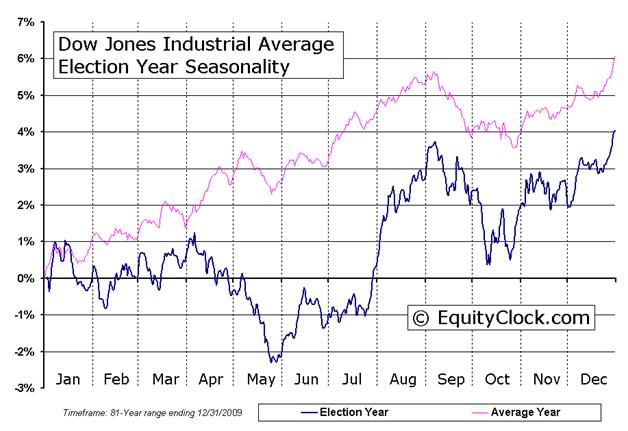 7%
6%
5%
4%
3%
2%
1%
0%
-1%
-2%
-3%
Dow Jones Industrial Average
Election Year Seasonality
© EquityClock.com
Jan Feb Mar Apr May Jun Jul Aug Sep Oct Nov Dec
Timeframe: 81-Year range ending 12/31/2009
Election Year Average Year